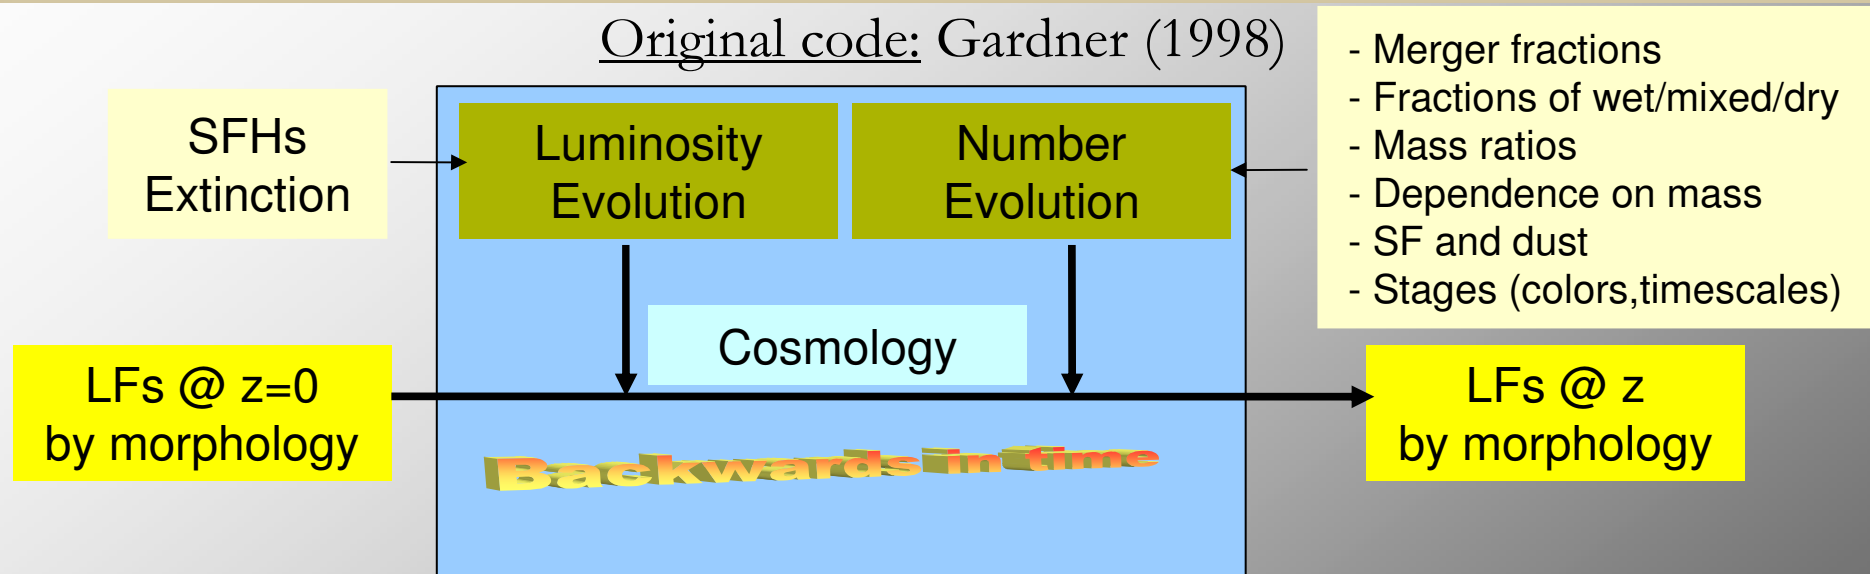 Original code: Gardner (1998)
SFHs
Extinction
Luminosity
Evolution
Number
Evolution
- Merger fractions
- Fractions of wet/mixed/dry
- Mass ratios
- Dependence on mass
- SF and dust
- Stages (colors,timescales)
Cosmology
LFs @ z=0
by morphology
LFs @ z
by morphology
Backwards in time